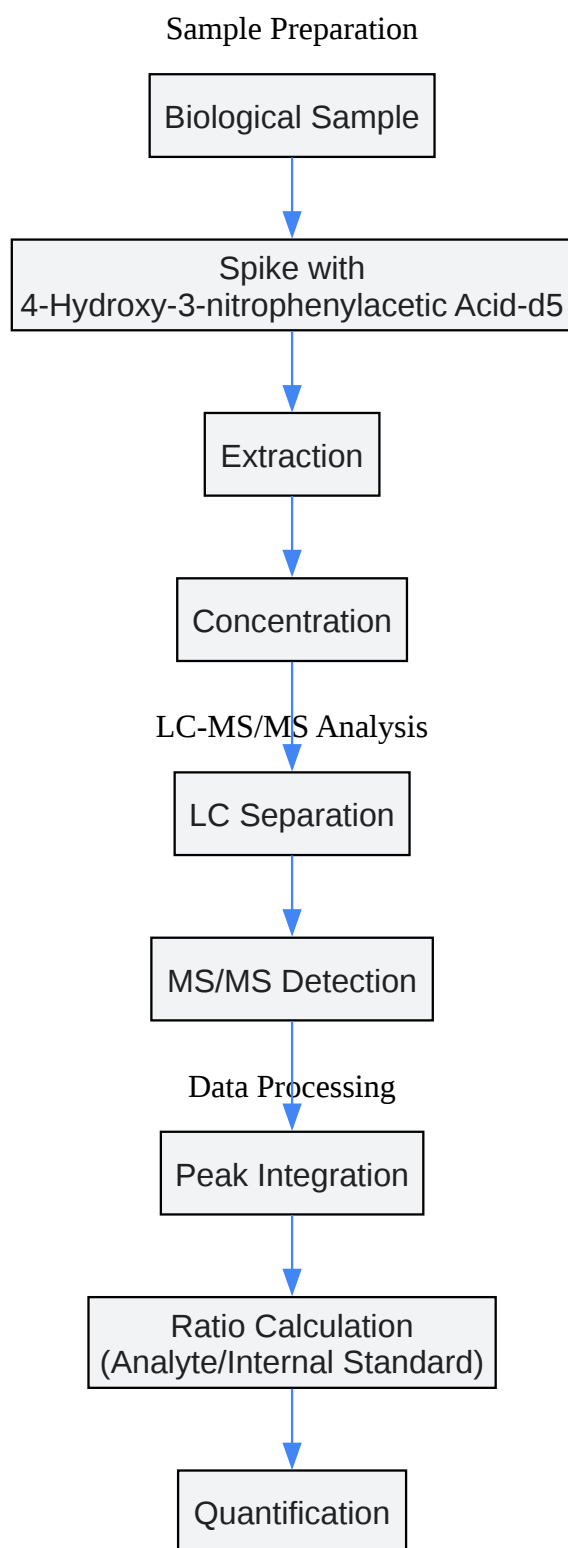 Sample Preparation
Biological Sample
Spike with
4-Hydroxy-3-nitrophenylacetic Acid-d5
Extraction
Concentration
LC-MS/MS Analysis
LC Separation
MS/MS Detection
Data Processing
Peak Integration
Ratio Calculation
(Analyte/Internal Standard)
Quantification